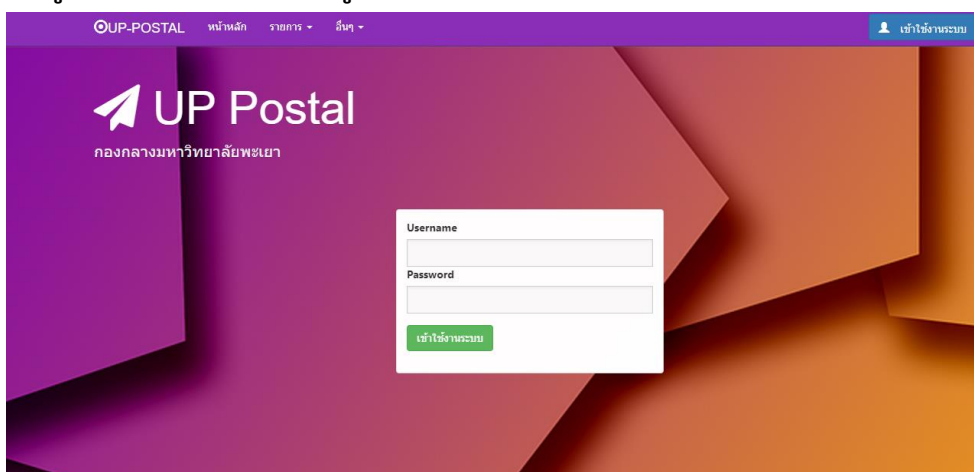 UP-POSTAL หน้าหลัก รายการ อื่นๆ เข้าใช้งานระบบ
UP Postal
กองกลางมหาวิทยาลัยพะเยา
Username
Password
เข้าใช้งานระบบ